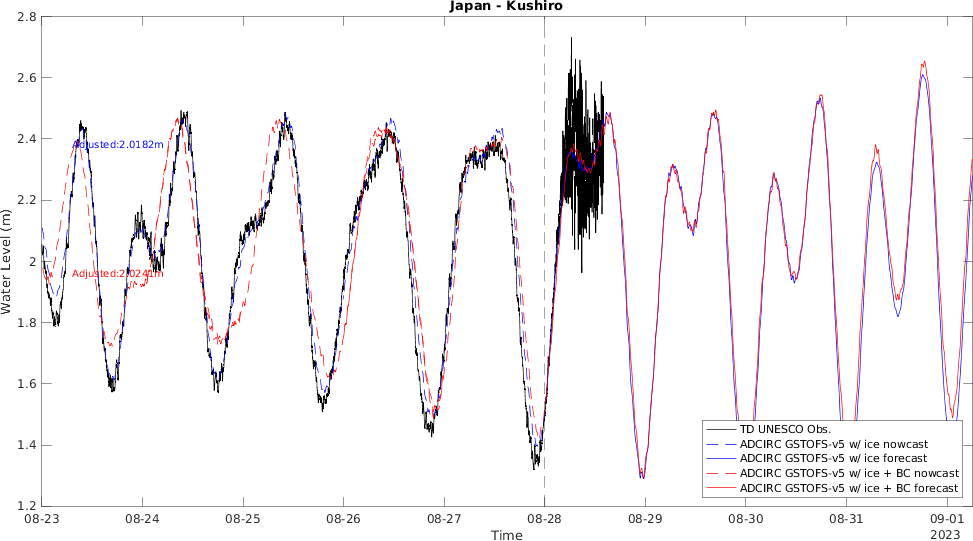 Japan - Kushiro
2.8
2.6
2.4
2.2
2
1.8
1.6
1.4
1.2
Water Level (m)
Adjusted:2.0182m
Adjusted:2.0241m
TD UNESCO Obs.
ADCIRC GSTOFS-v5 w/ ice nowcast
ADCIRC GSTOFS-v5 w/ ice forecast
ADCIRC GSTOFS-v5 w/ ice + BC nowcast
ADCIRC GSTOFS-v5 w/ ice + BC forecast
08-23 08-24 08-25 08-26 08-27 08-28 08-29 08-30 08-31 09-01
Time
2023